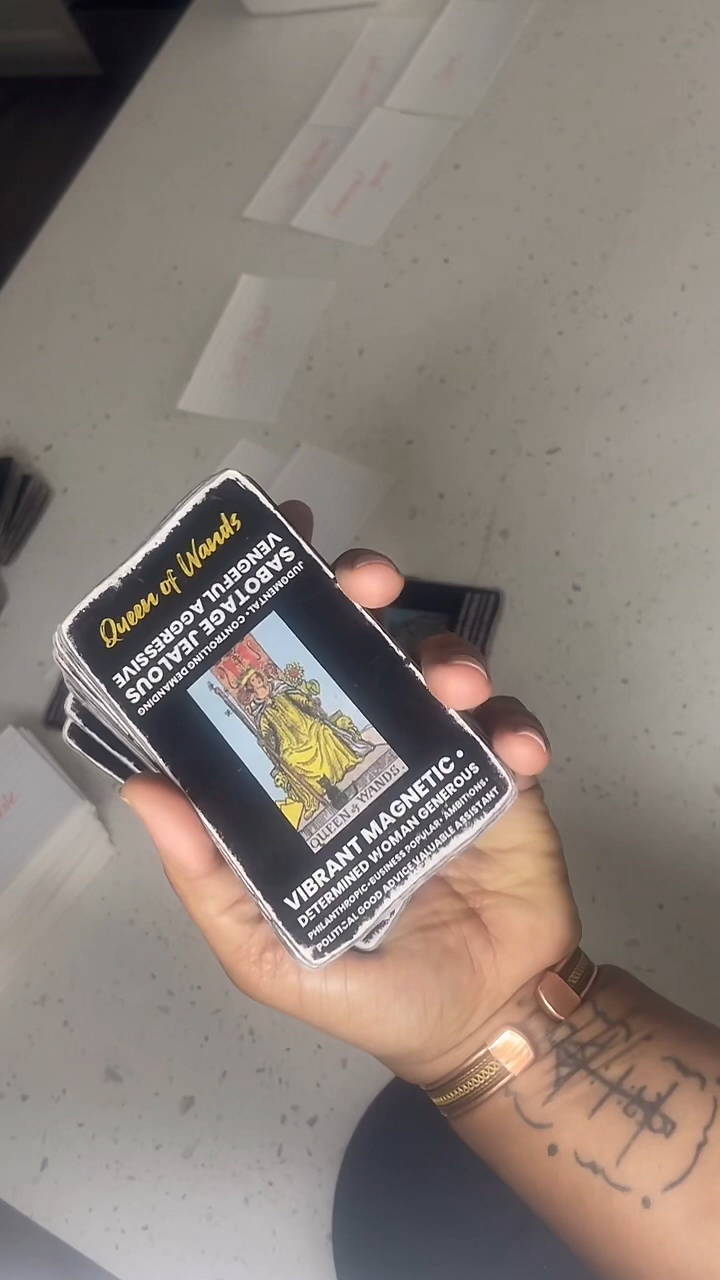 Queen of Wands
VENGEFUL AGGRESSIVE
SABOTAGE JEALOUS
JUDGMENTAL • CONTROLLING DEMANDING
QUEEN of WANDS.
VIBRANT MAGNETIC •
DETERMINED WOMAN GENEROUS
PHILANTHROPIC•BUSINESS POPULAR• AMBITIONS•
POLITICAL GOOD ADVICE VALUABLE ASSISTANT